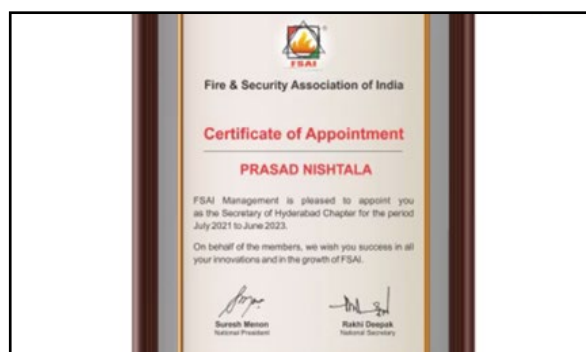 FSAI
Fire & Security Association of India
Certificate of Appointment
PRASAD NISHTALA
FSAI Management is pleased to appoint you
as the Secretary of Hyderabad Chapter for the period
July 2021 to June 2023.
On behalf of the members, we wish you success in all
your innovations and in the growth of FSAI.
Suresh Menon
National President
Rakhi Deepak
National Secretary